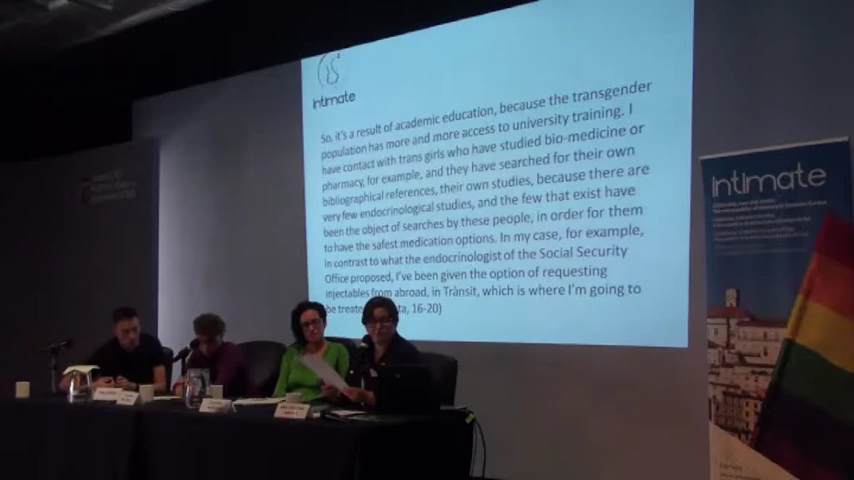 intimate
So, it's a result of academic education, because the transgender
population has more and more access to university training. I
have contact with trans girls who have studied bio-medicine or
pharmacy, for example, and they have searched for their own
bibliographical references, their own studies, because there are
very few endocrinological studies, and the few that exist have
been the object of searches by these people, in order for them
to have the safest medication options. In my case, for example,
in contrast to what the endocrinologist of the Social Security
Office proposed, I've been given the option of requesting
injectables from abroad, in Trànsit, which is where I'm going to
be treate 16-20)
intimate